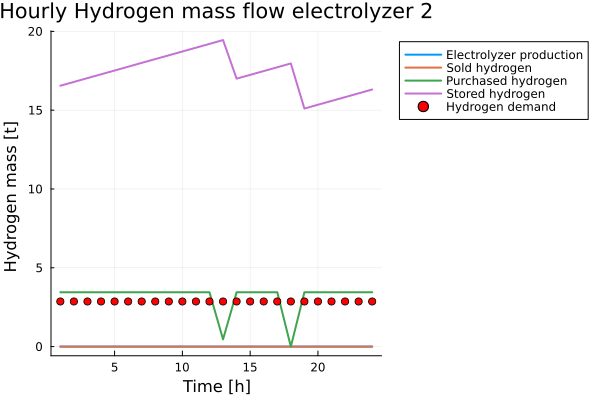 Hourly Hydrogen mass flow electrolyzer 2
Electrolyzer production
Sold hydrogen
Purchased hydrogen
Stored hydrogen
Hydrogen demand
Hydrogen mass [t]
20
15
10
5
0
5 10 15 20
Time [h]